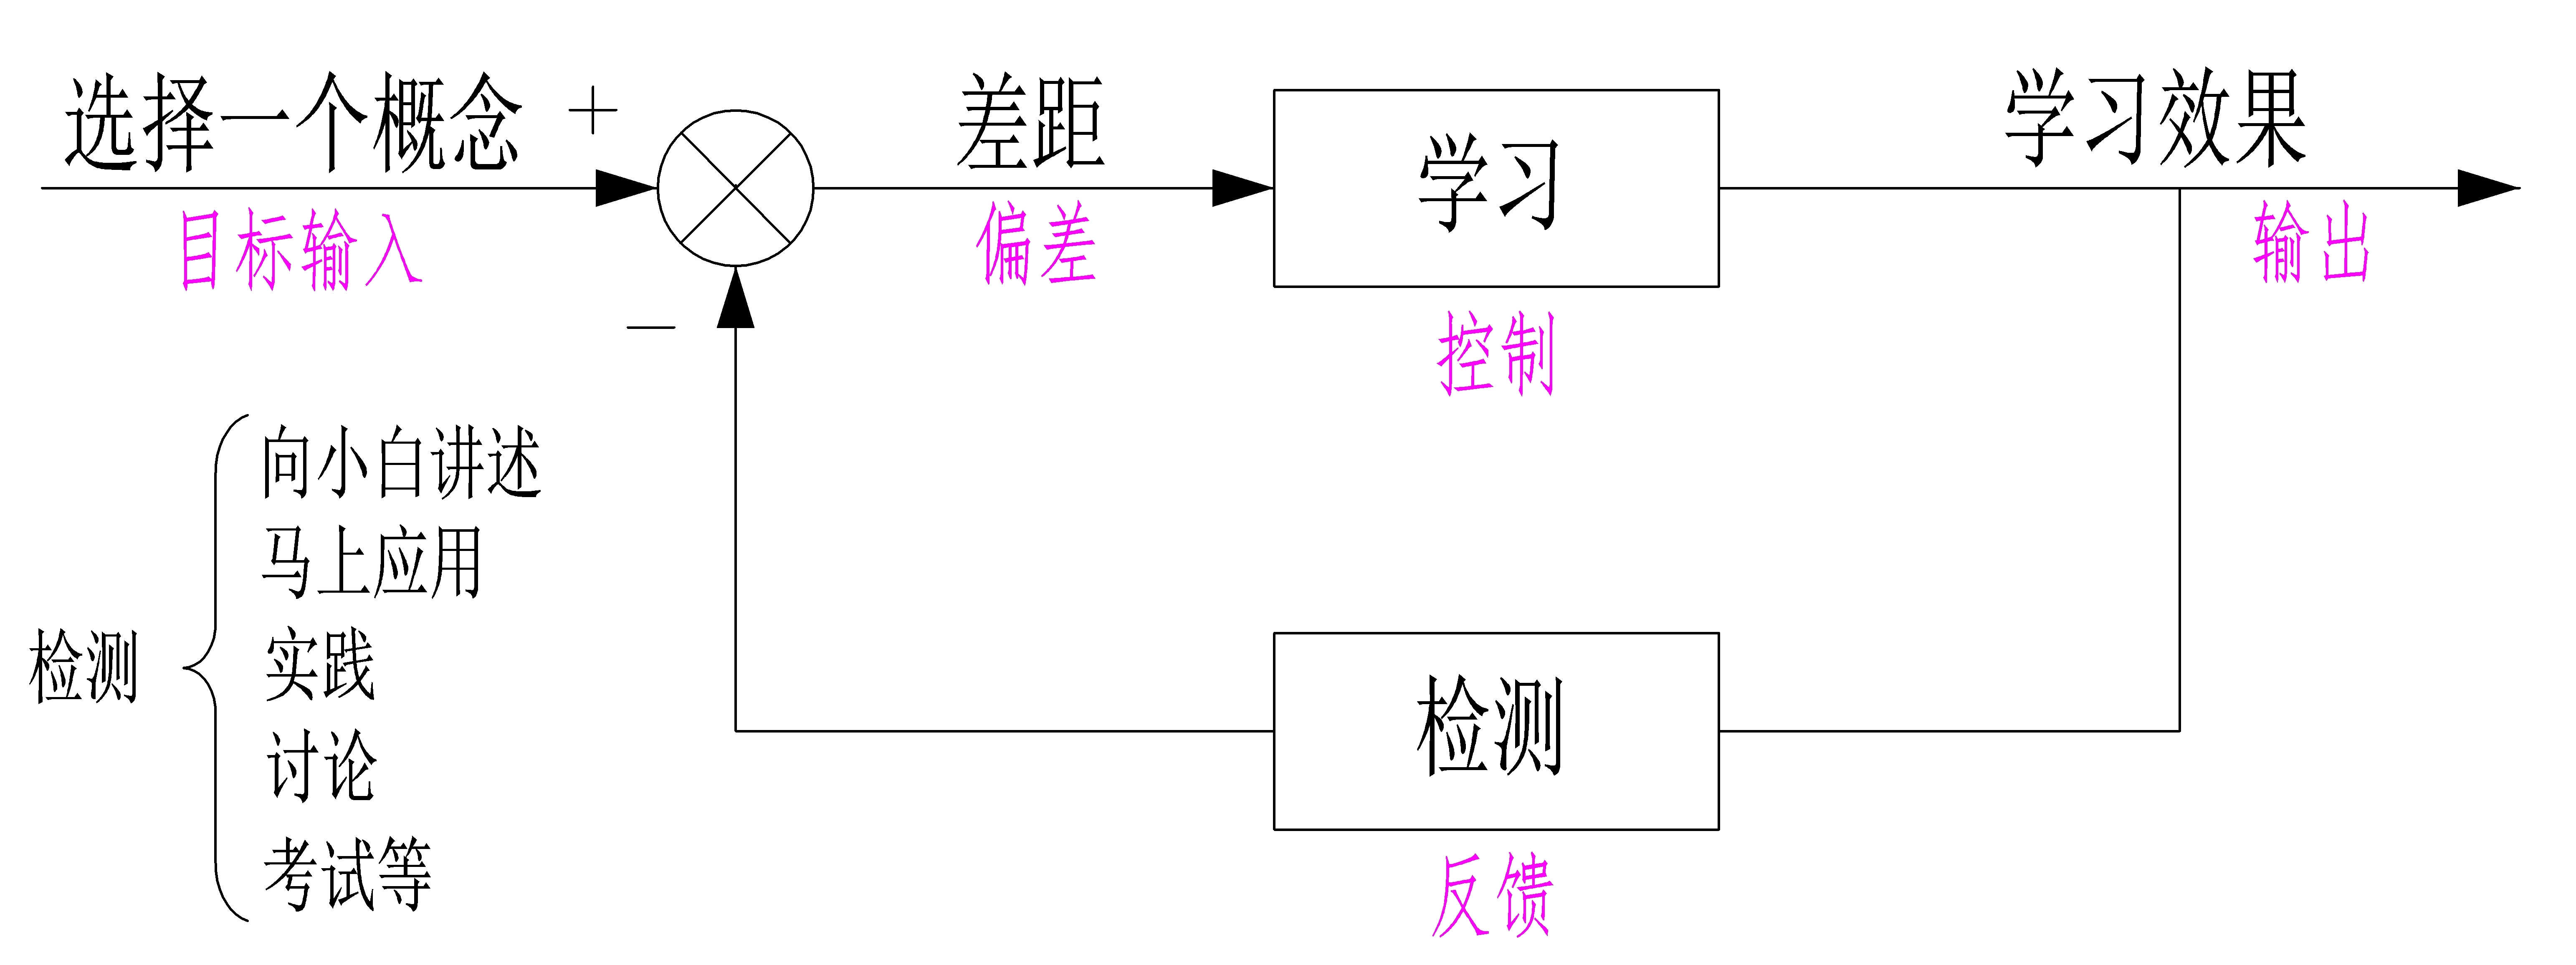 选择一个概念 + 差距 学习 学习效果
目标输入 偏差 控制 输出
−
向小白讲述
马上应用
检测 实践
讨论
考试等
检测
反馈